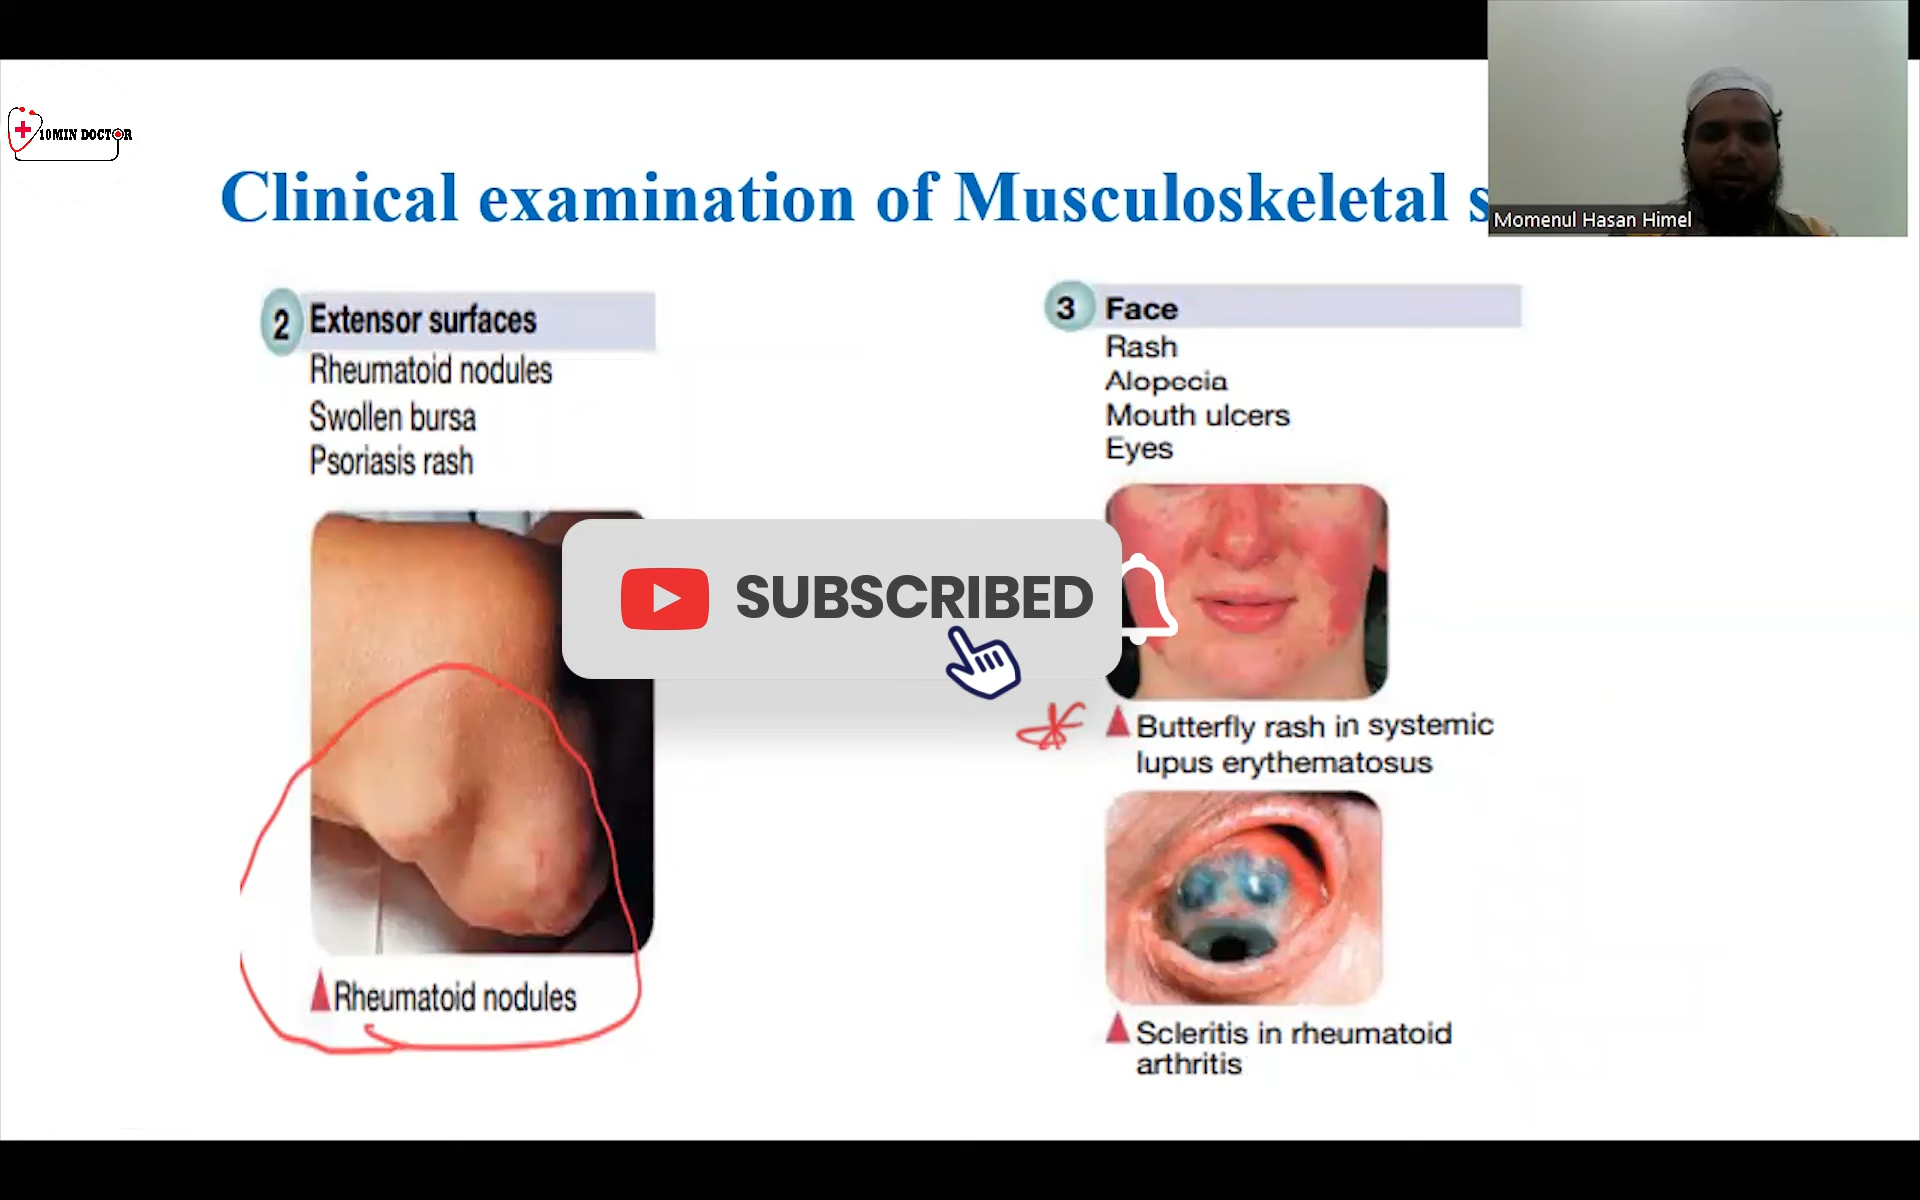 10MIN DOCTOR
Clinical examination of Musculoskeletal s
Momenul Hasan Himel
2 Extensor surfaces
Rheumatoid nodules
Swollen bursa
Psoriasis rash
Rheumatoid nodules
3 Face
Rash
Alopecia
Mouth ulcers
Eyes
SUBSCRIBED
Butterfly rash in systemic
lupus erythematosus
Scleritis in rheumatoid
arthritis